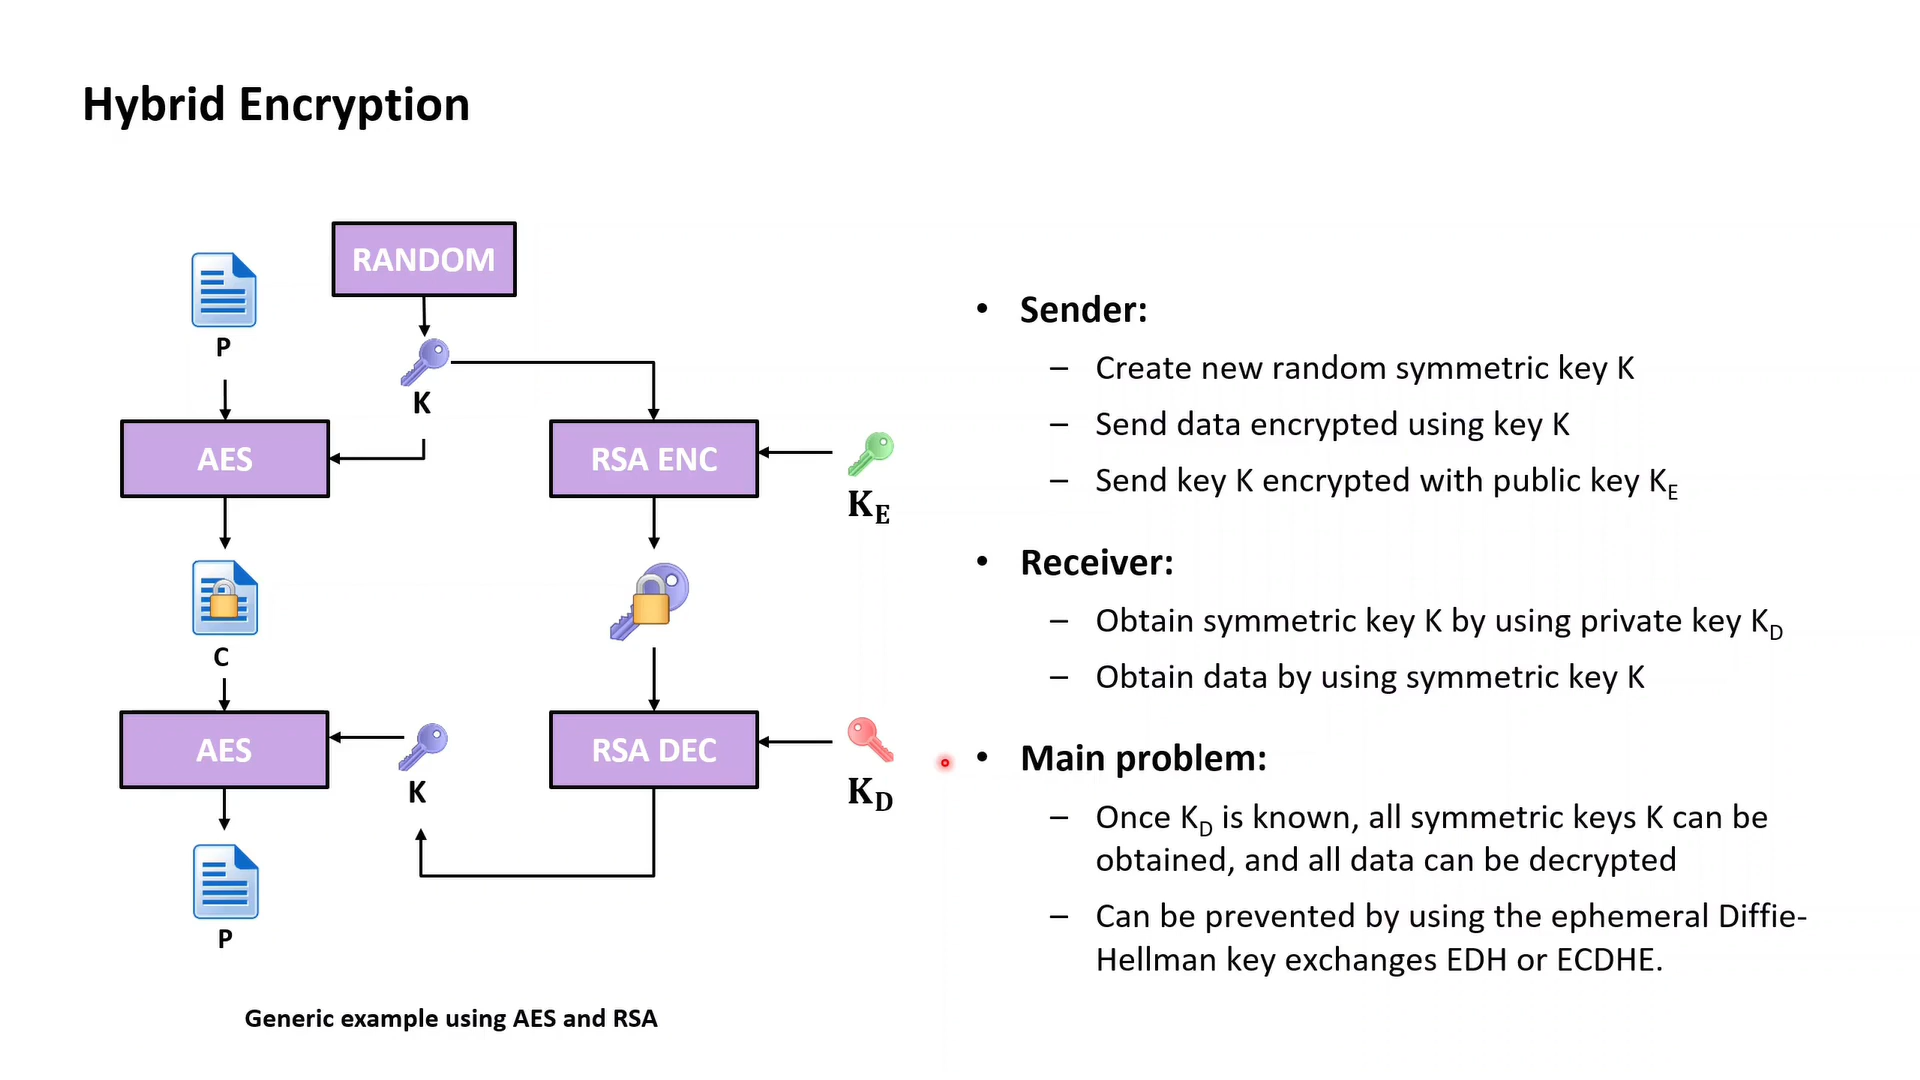 Hybrid Encryption
RANDOM
P
K
AES
RSA ENC
K_E
C
AES
K
RSA DEC
K_D
P
Generic example using AES and RSA
• Sender:
– Create new random symmetric key K
– Send data encrypted using key K
– Send key K encrypted with public key K_E
• Receiver:
– Obtain symmetric key K by using private key K_D
– Obtain data by using symmetric key K
• Main problem:
– Once K_D is known, all symmetric keys K can be
obtained, and all data can be decrypted
– Can be prevented by using the ephemeral Diffie-
Hellman key exchanges EDH or ECDHE.